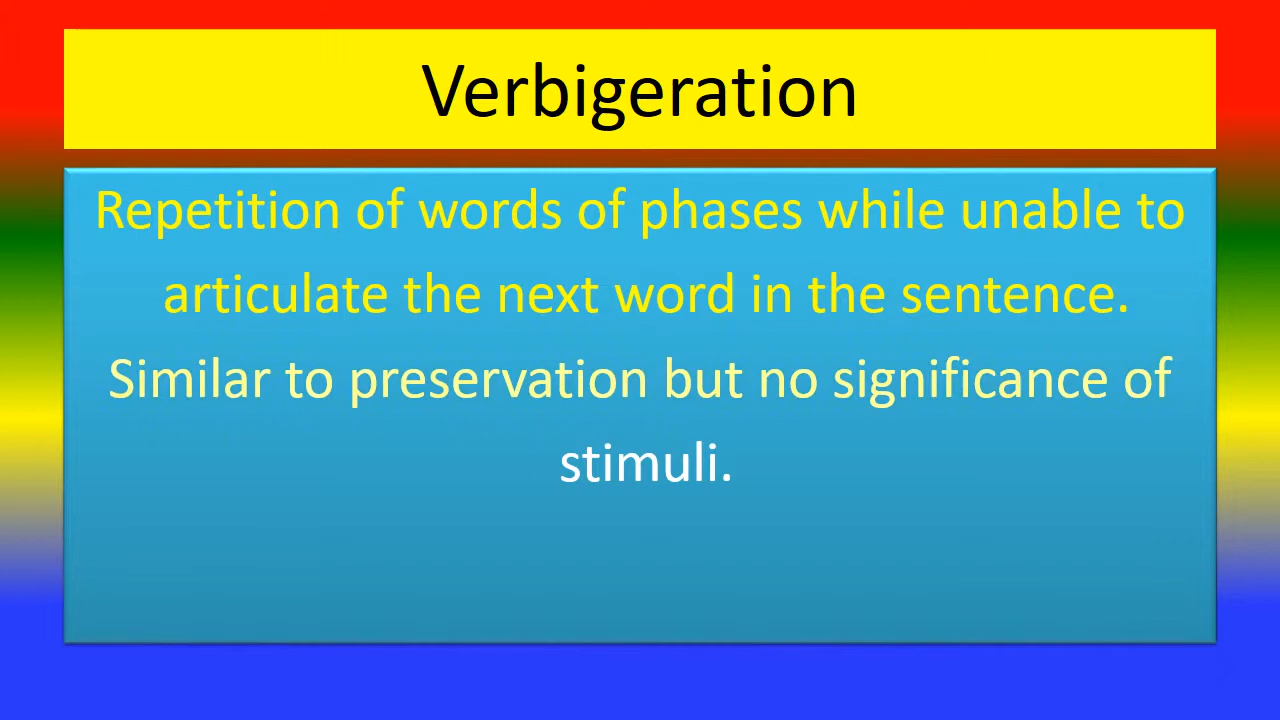 Verbigeration
Repetition of words of phases while unable to
articulate the next word in the sentence.
Similar to preservation but no significance of
stimuli.